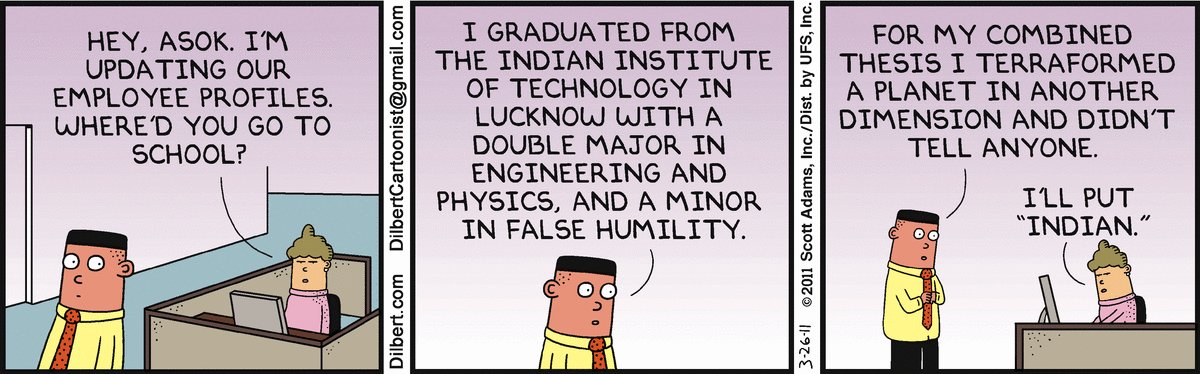 HEY, ASOK. I'M
UPDATING OUR
EMPLOYEE PROFILES.
WHERE'D YOU GO TO
SCHOOL?
Dilbert.com DilbertCartoonist@gmail.com
I GRADUATED FROM
THE INDIAN INSTITUTE
OF TECHNOLOGY IN
LUCKNOW WITH A
DOUBLE MAJOR IN
ENGINEERING AND
PHYSICS, AND A MINOR
IN FALSE HUMILITY.
3-26-11 ©2011 Scott Adams, Inc./Dist. by UFS, Inc.
FOR MY COMBINED
THESIS I TERRAFORMED
A PLANET IN ANOTHER
DIMENSION AND DIDN'T
TELL ANYONE.
I'LL PUT
"INDIAN."